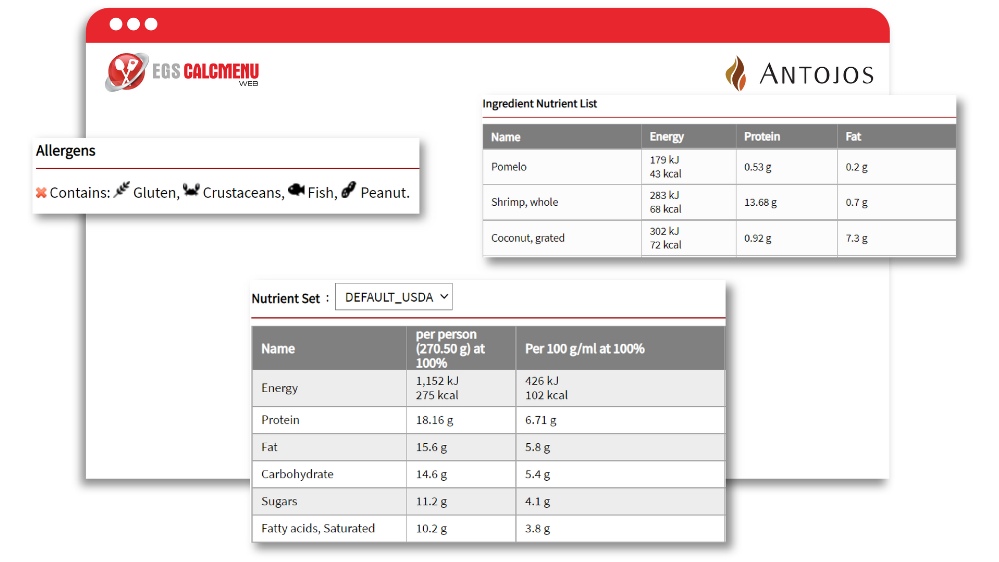 EGS CALCMENU
WEB
ANTOJOS
Ingredient Nutrient List
Name Energy Protein Fat
Pomelo 179 kJ 43 kcal 0.53 g 0.2 g
Shrimp, whole 283 kJ 68 kcal 13.68 g 0.7 g
Coconut, grated 302 kJ 72 kcal 0.92 g 7.3 g
Allergens
Contains: Gluten, Crustaceans, Fish, Peanut.
Nutrient Set : DEFAULT_USDA
Name per person (270.50 g) at 100% Per 100 g/ml at 100%
Energy 1,152 kJ 275 kcal 426 kJ 102 kcal
Protein 18.16 g 6.71 g
Fat 15.6 g 5.8 g
Carbohydrate 14.6 g 5.4 g
Sugars 11.2 g 4.1 g
Fatty acids, Saturated 10.2 g 3.8 g